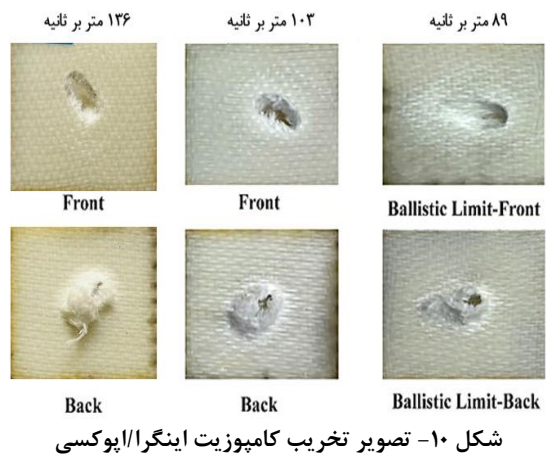 ۱۳۶ متر بر ثانیه ۱۰۳ متر بر ثانیه ۸۹ متر بر ثانیه
Front Front Ballistic Limit-Front
Back Back Ballistic Limit-Back
شکل ۱۰- تصویر تخریب کامپوزیت اینگرا/اپوکسی